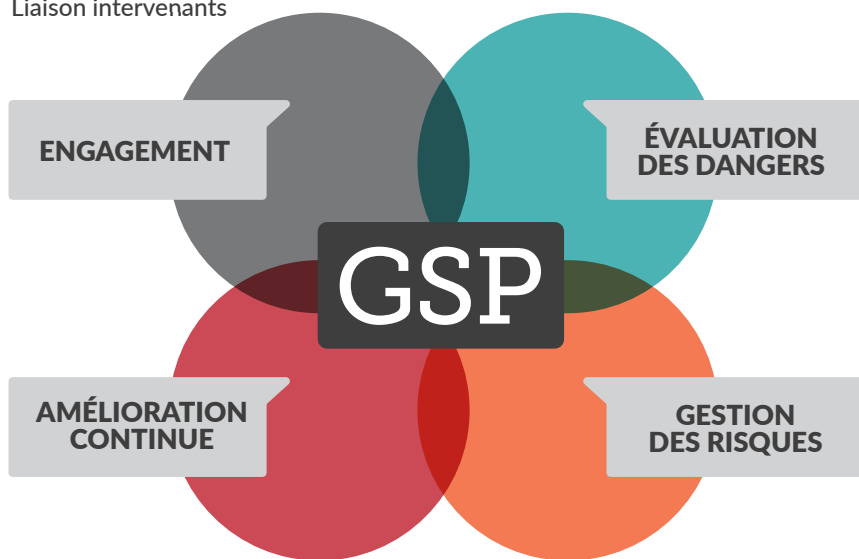 Liaison intervenants
ENGAGEMENT
ÉVALUATION
DES DANGERS
GSP
AMÉLIORATION
CONTINUE
GESTION
DES RISQUES